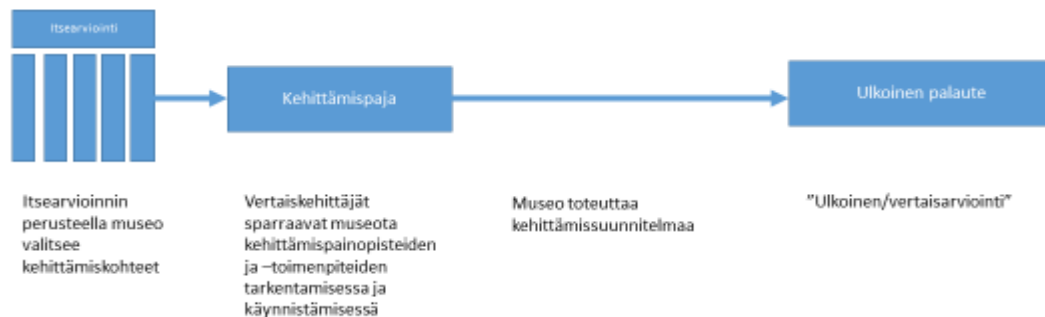 Itsearviointi
Kehittämispaja
Ulkoinen palaute
Itsearvioinnin
perusteella museo
valitsee
kehittämiskohteet
Vertaiskehittäjät
sparraavat museota
kehittämispainopisteiden
ja –toimenpiteiden
tarkentamisessa ja
käynnistämisessä
Museo toteuttaa
kehittämissuunnitelmaa
”Ulkoinen/vertaisarviointi”